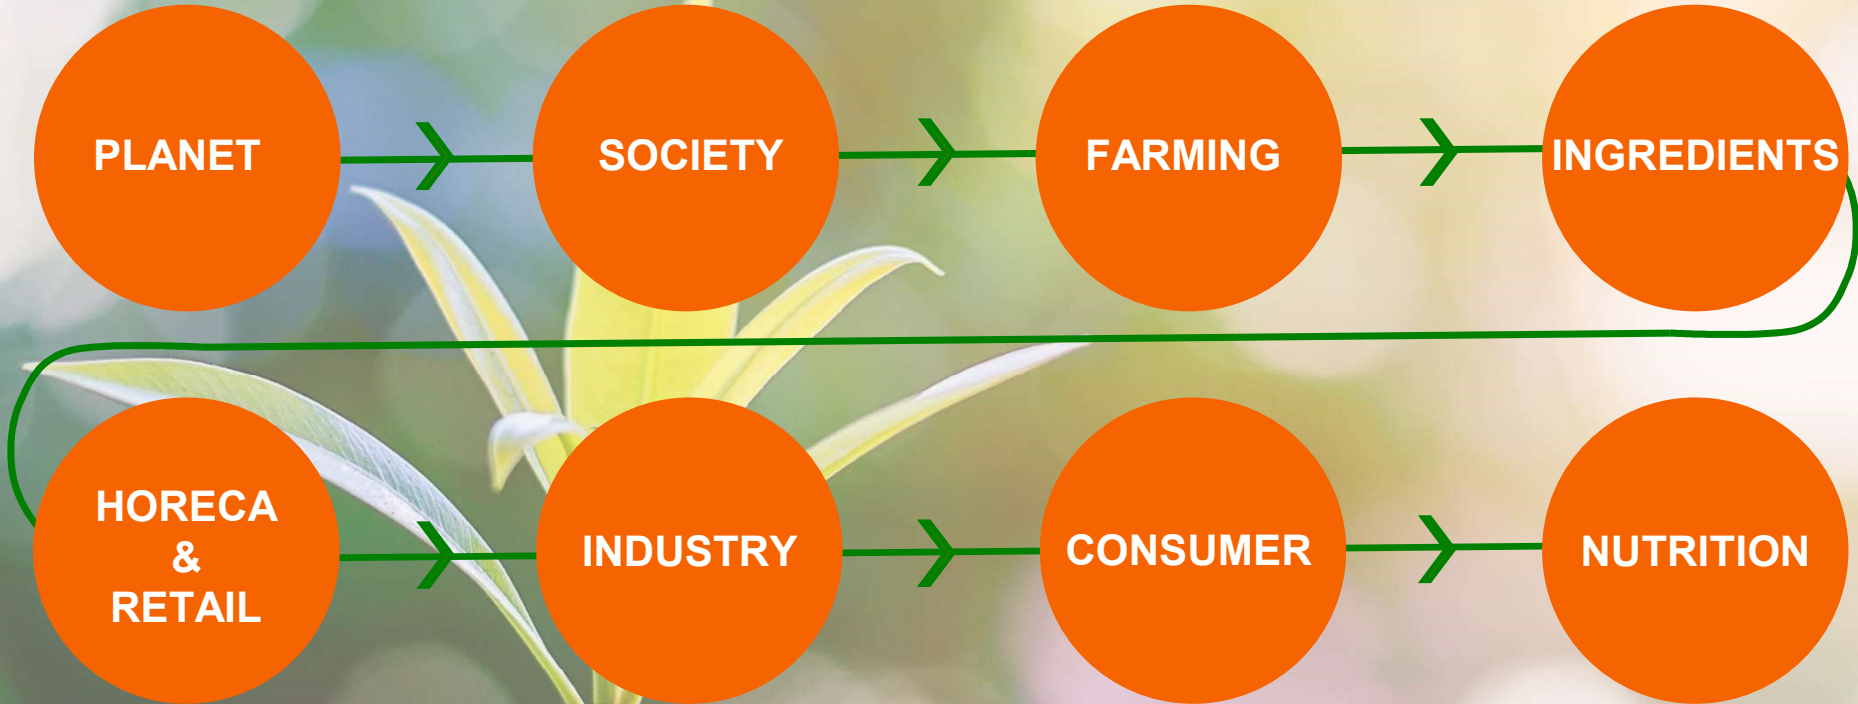 PLANET
SOCIETY
FARMING
INGREDIENTS
HORECA
&
RETAIL
INDUSTRY
CONSUMER
NUTRITION